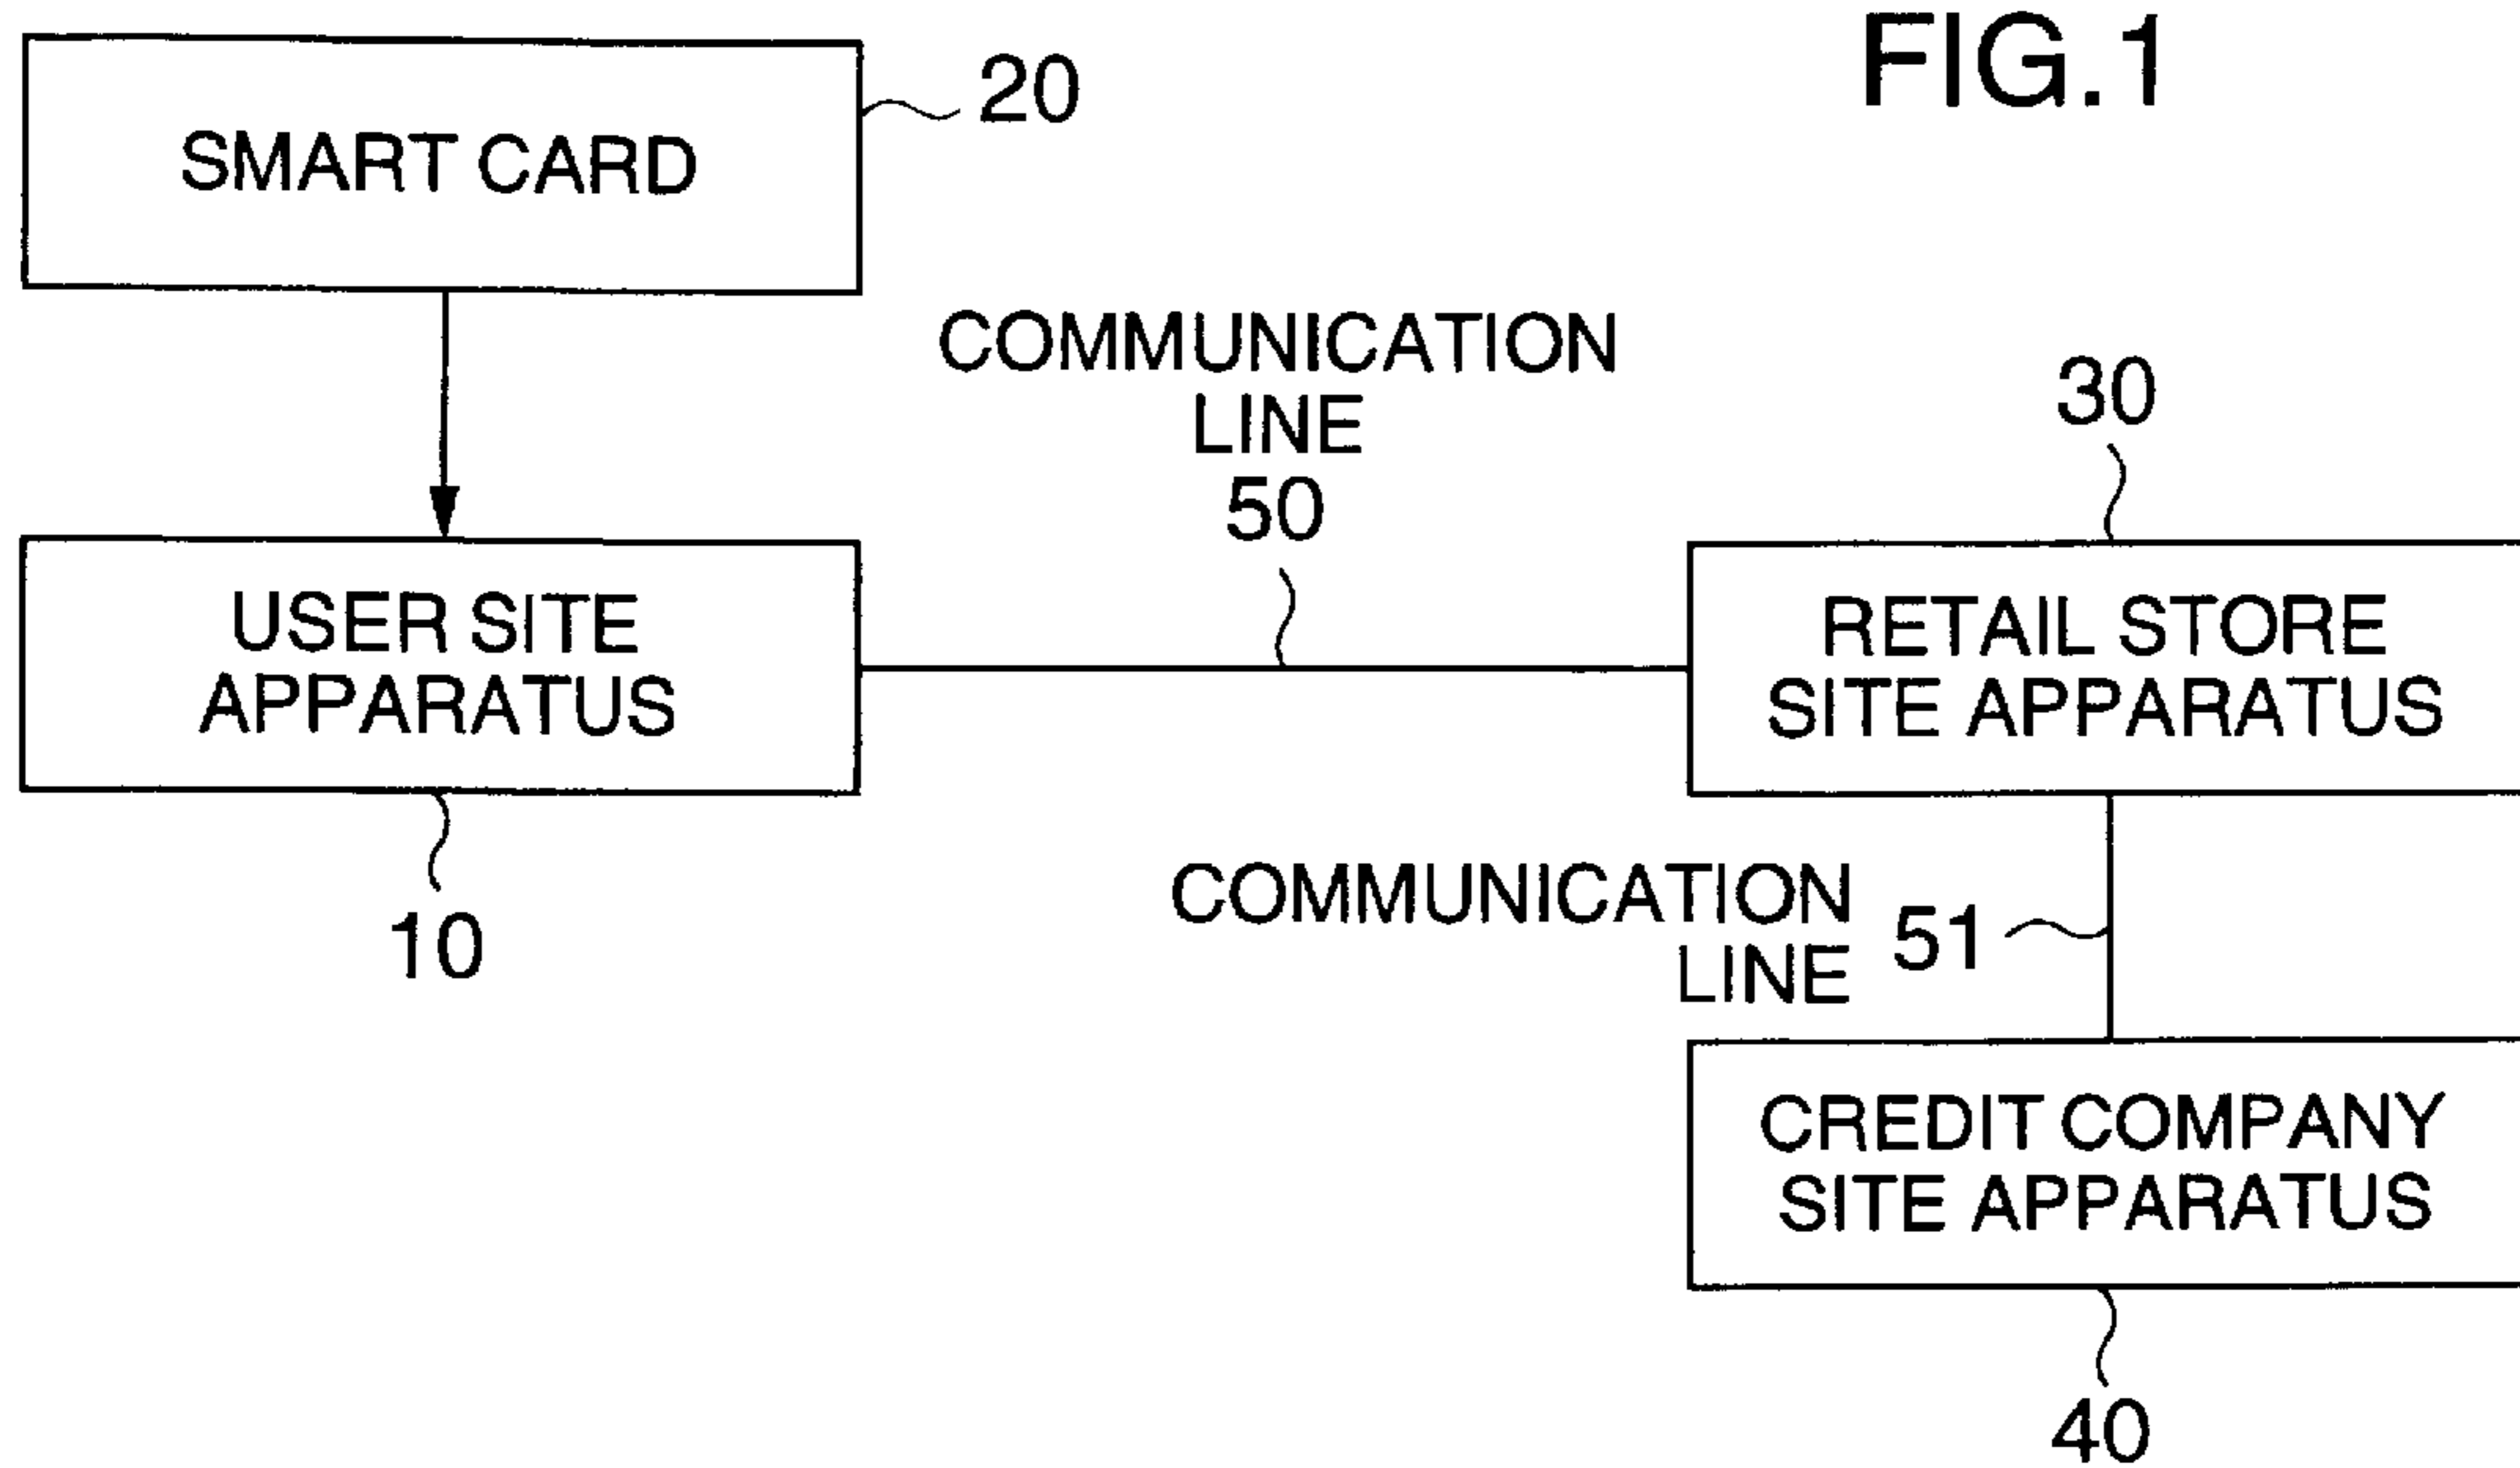 FIG.1
SMART CARD
20
COMMUNICATION
LINE
50
30
USER SITE
APPARATUS
10
RETAIL STORE
SITE APPARATUS
COMMUNICATION
LINE
51
CREDIT COMPANY
SITE APPARATUS
40